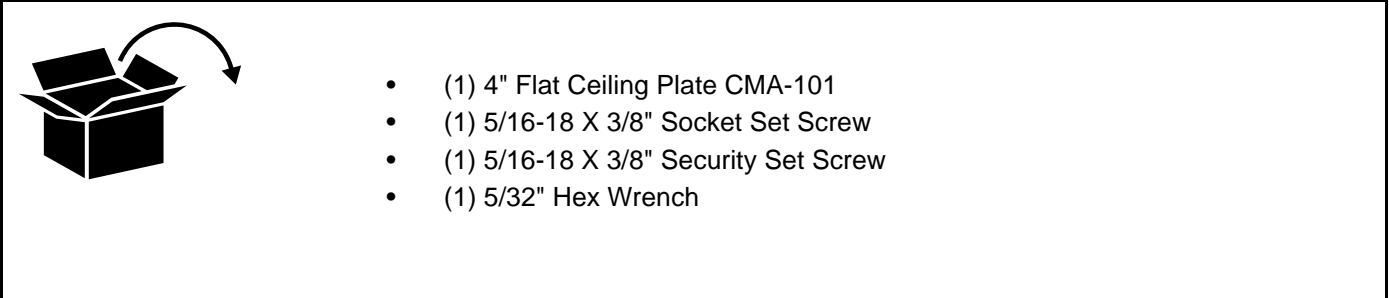 • (1) 4" Flat Ceiling Plate CMA-101
• (1) 5/16-18 X 3/8" Socket Set Screw
• (1) 5/16-18 X 3/8" Security Set Screw
• (1) 5/32" Hex Wrench